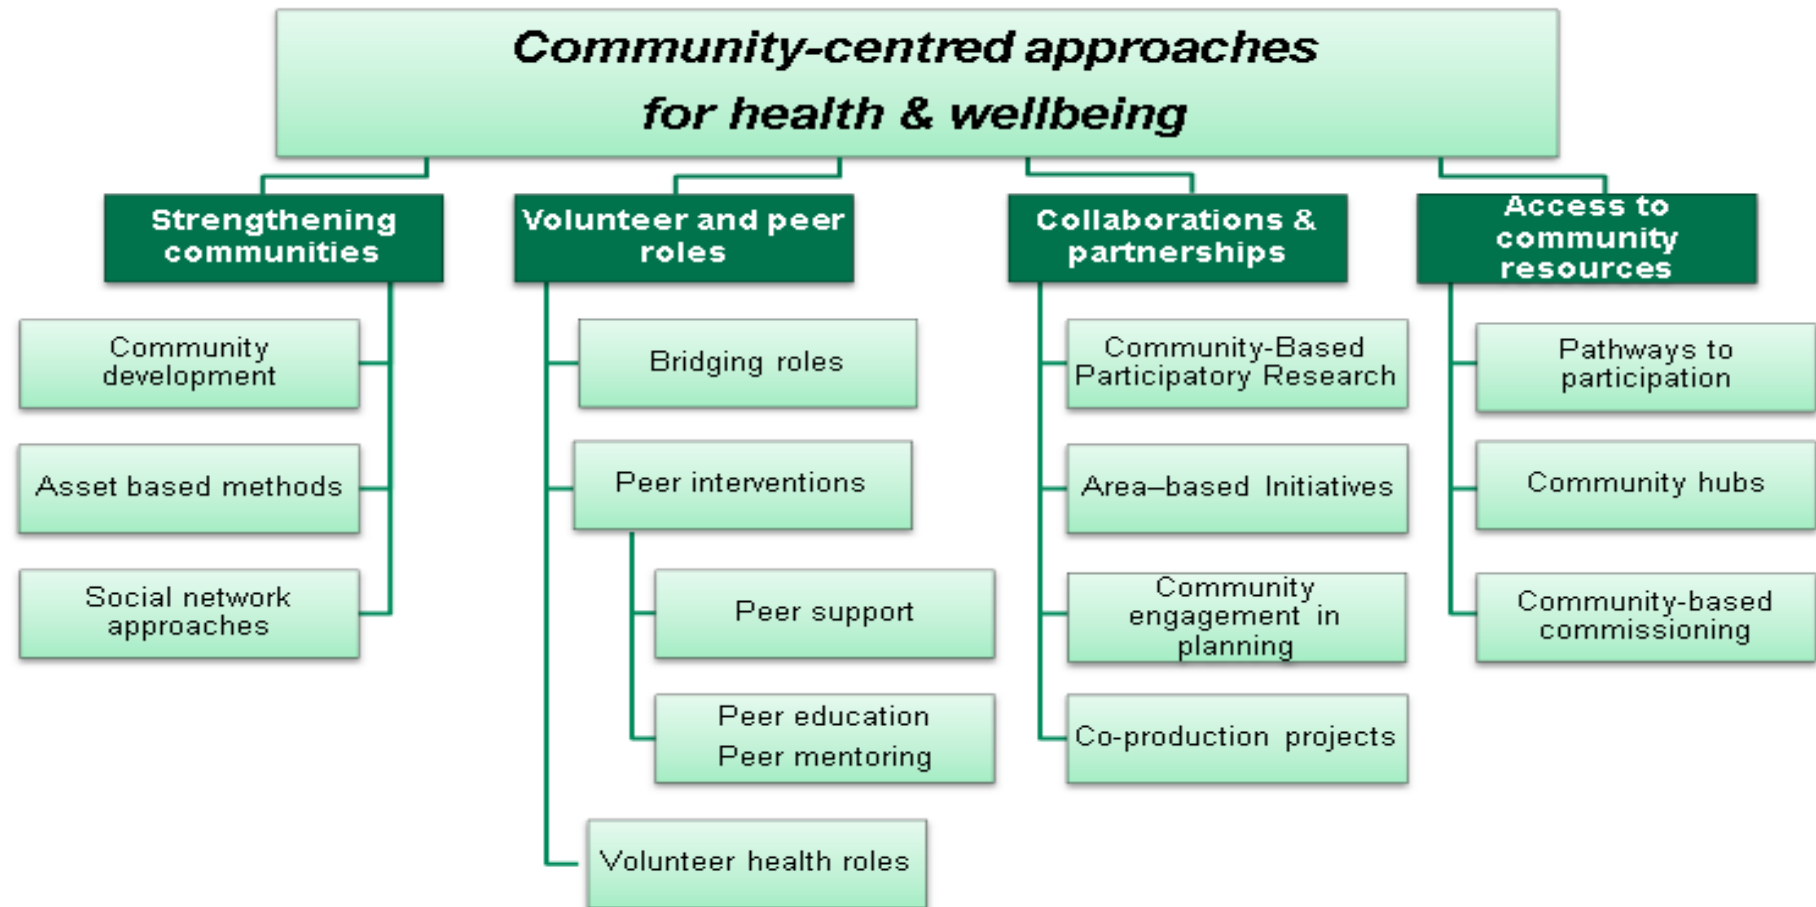 Community-centred approaches
for health & wellbeing
Strengthening
communities
Community
development
Asset based methods
Social network
approaches
Volunteer and peer
roles
Bridging roles
Peer interventions
Peer support
Peer education
Peer mentoring
Volunteer health roles
Collaborations &
partnerships
Community-Based
Participatory Research
Area–based Initiatives
Community
engagement in
planning
Co-production projects
Access to
community
resources
Pathways to
participation
Community hubs
Community-based
commissioning